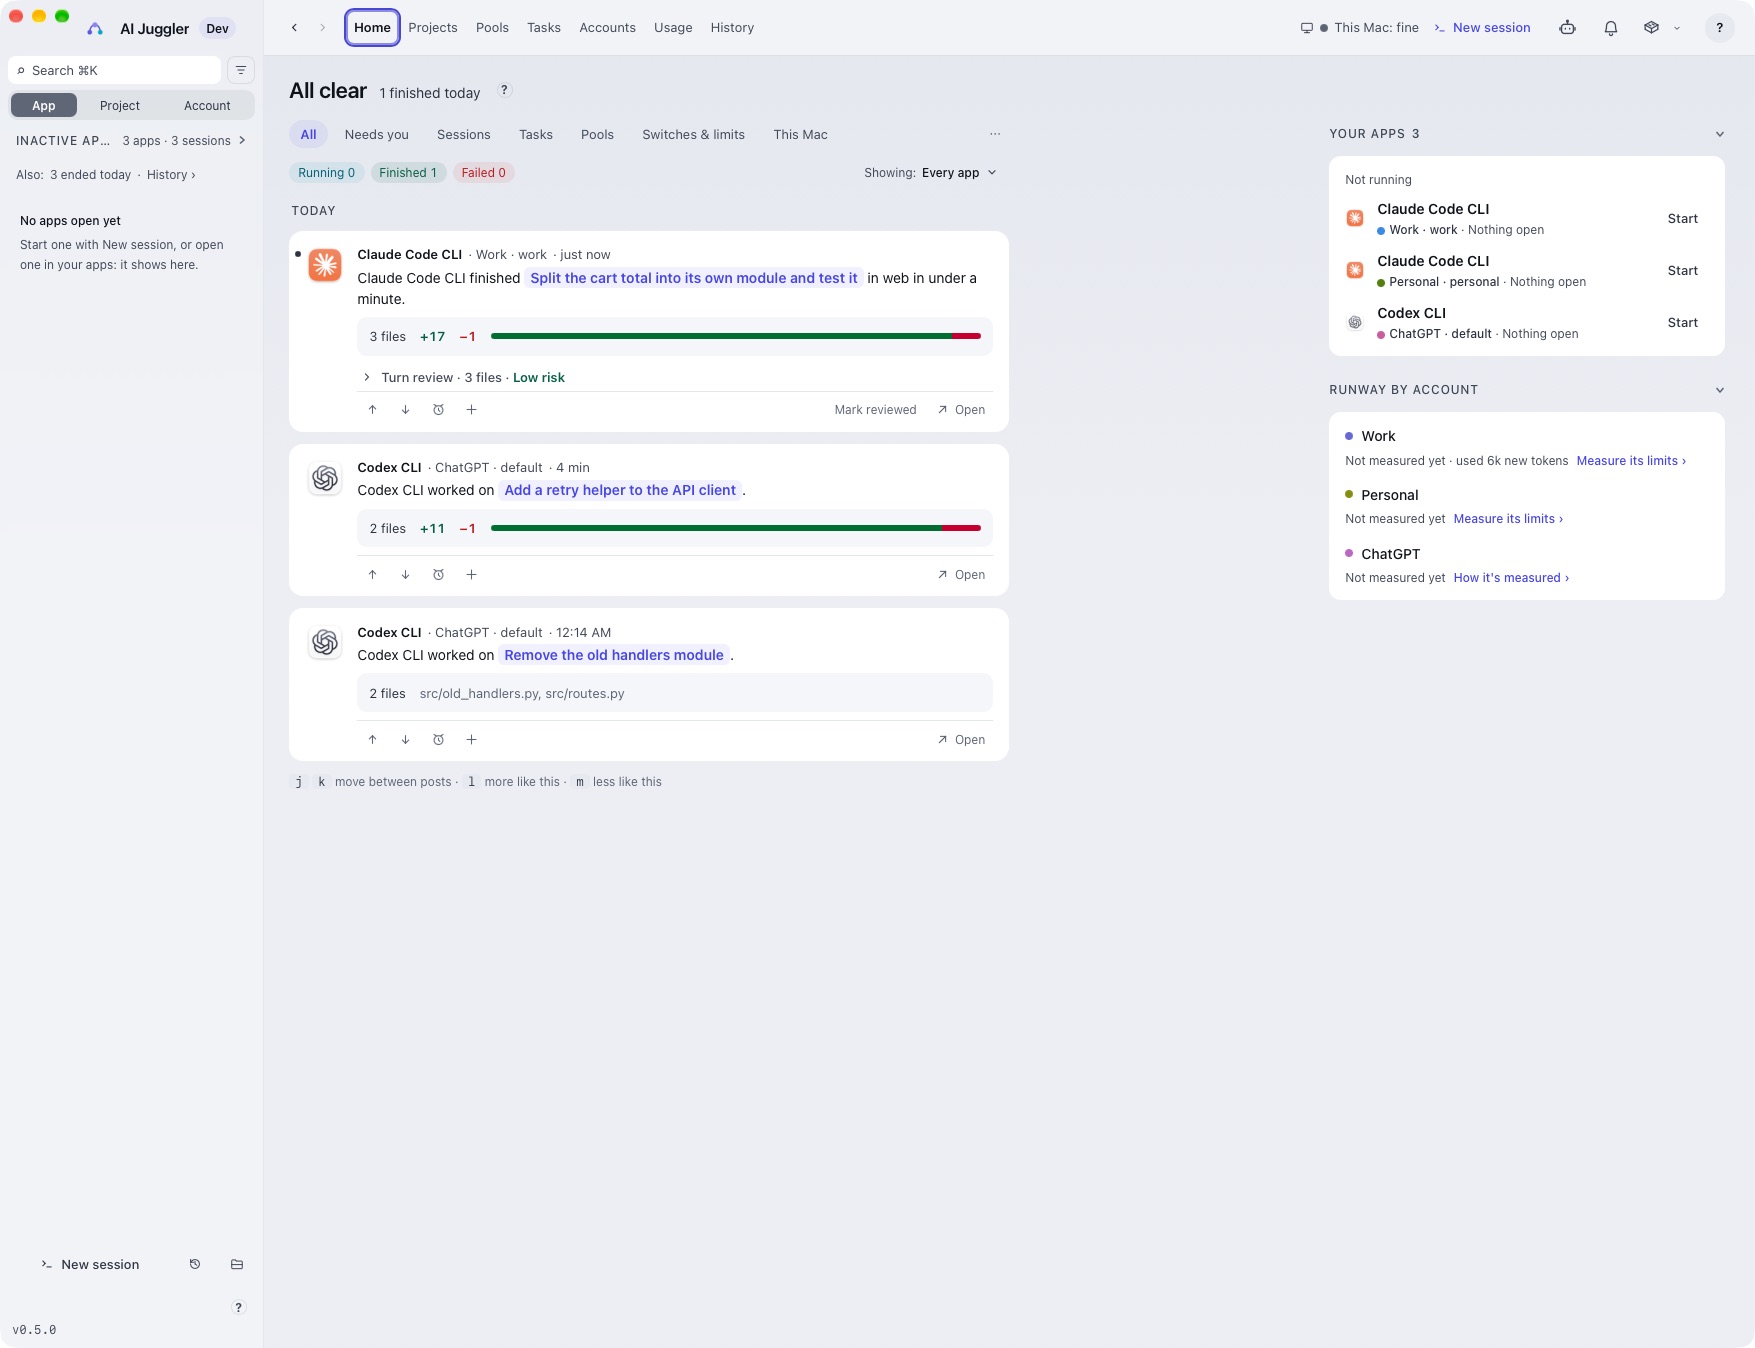 AI Juggler Dev
Search ⌘K
App Project Account
INACTIVE AP... 3 apps · 3 sessions
Also: 3 ended today · History ›
No apps open yet
Start one with New session, or open
one in your apps: it shows here.
New session
?
v0.5.0
Home Projects Pools Tasks Accounts Usage History
This Mac: fine New session ?
All clear 1 finished today ?
All Needs you Sessions Tasks Pools Switches & limits This Mac ...
Running 0 Finished 1 Failed 0 Showing: Every app
TODAY
Claude Code CLI · Work · work · just now
Claude Code CLI finished Split the cart total into its own module and test it in web in under a
minute.
3 files +17 −1
Turn review · 3 files · Low risk
Mark reviewed Open
Codex CLI · ChatGPT · default · 4 min
Codex CLI worked on Add a retry helper to the API client .
2 files +11 −1
Open
Codex CLI · ChatGPT · default · 12:14 AM
Codex CLI worked on Remove the old handlers module .
2 files src/old_handlers.py, src/routes.py
Open
j k move between posts · l more like this · m less like this
YOUR APPS 3
Not running
Claude Code CLI
Work · work · Nothing open
Start
Claude Code CLI
Personal · personal · Nothing open
Start
Codex CLI
ChatGPT · default · Nothing open
Start
RUNWAY BY ACCOUNT
Work
Not measured yet · used 6k new tokens Measure its limits ›
Personal
Not measured yet Measure its limits ›
ChatGPT
Not measured yet How it's measured ›